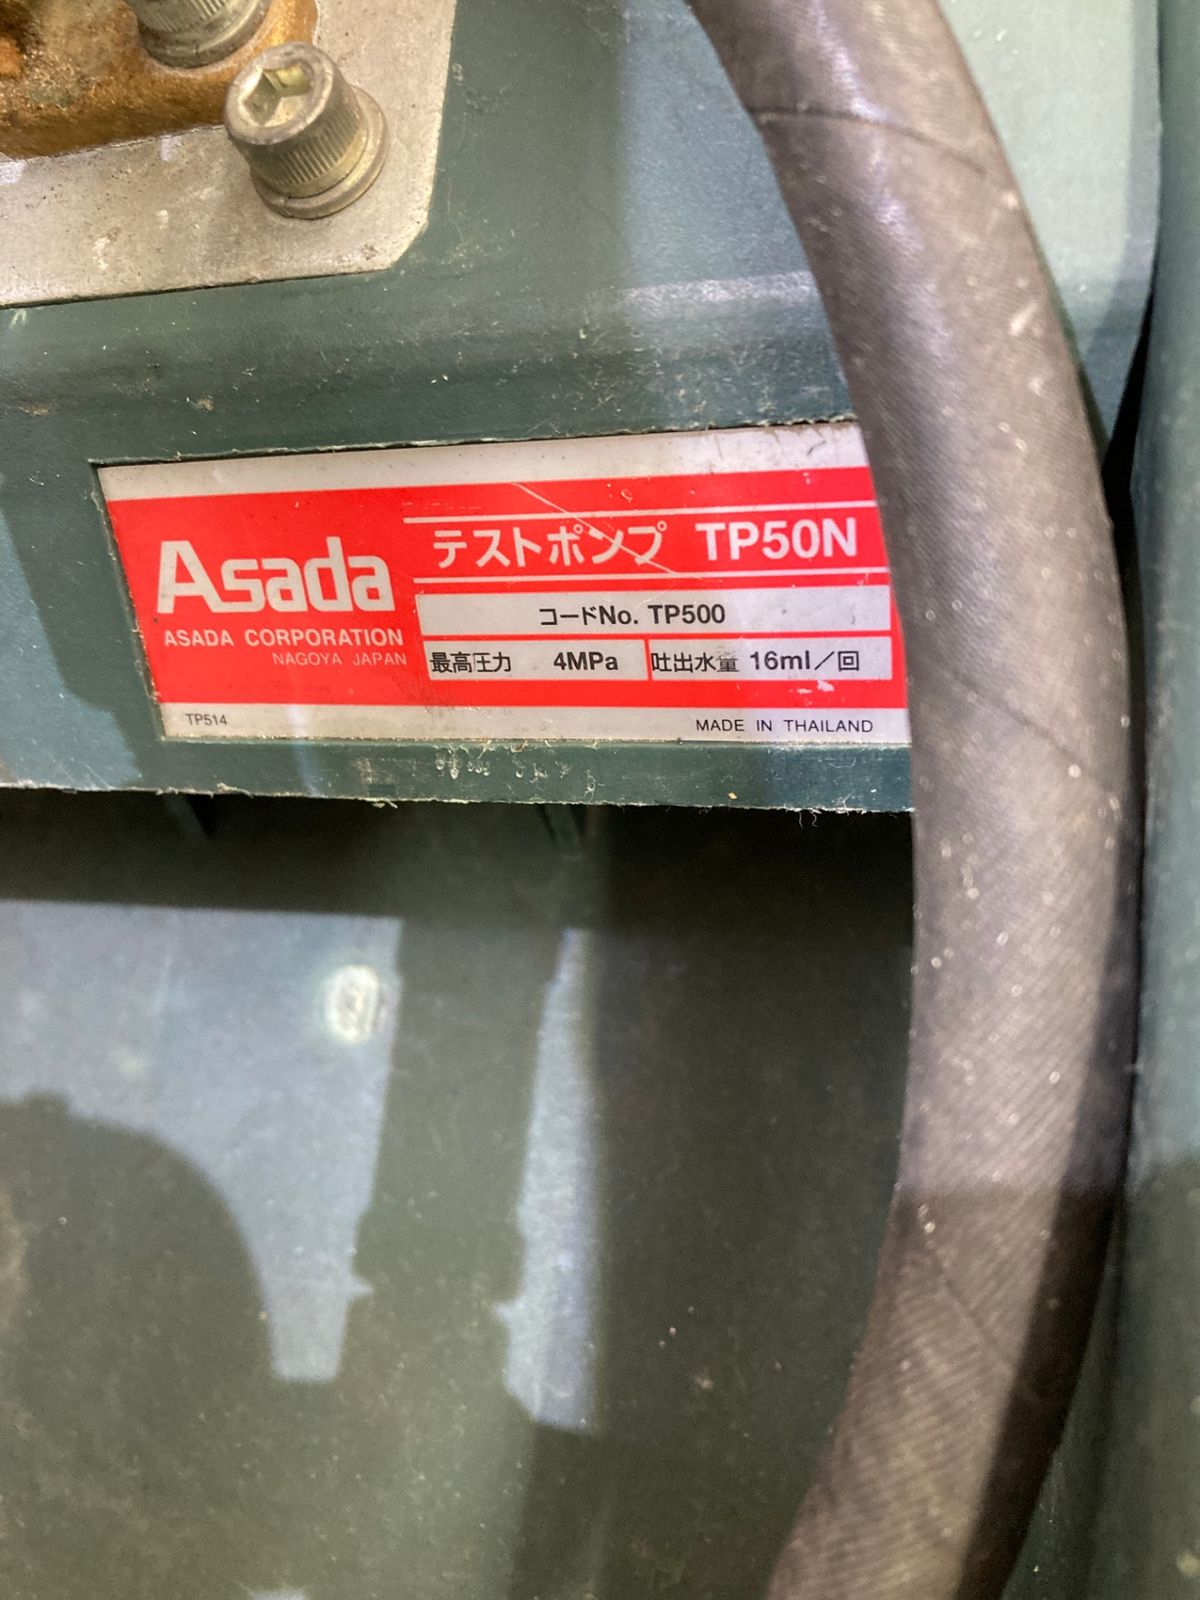 Asada
ASADA CORPORATION
NAGOYA JAPAN
テストポンプ TP50N
コードNo. TP500
最高圧力 4MPa
吐出水量 16ml/回
TP514
MADE IN THAILAND